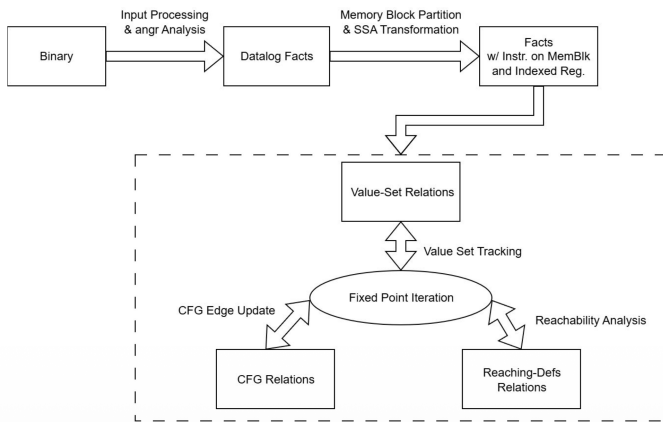 Input Processing
& angr Analysis
Memory Block Partition
& SSA Transformation
Binary
Datalog Facts
Facts
w/ Instr. on MemBlk
and Indexed Reg.
Value-Set Relations
Value Set Tracking
Fixed Point Iteration
CFG Edge Update
Reachability Analysis
CFG Relations
Reaching-Defs
Relations